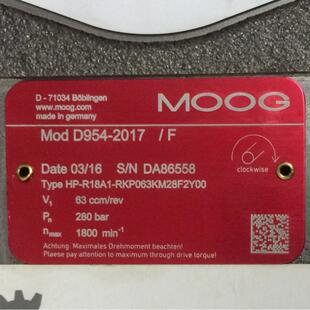 D - 71034 Böblingen
www.moog.com
made in germany
MOOG
Mod D954-2017 / F
Date 03/16 S/N DA86558
Type HP-R18A1-RKP063KM28F2Y00
V1 63 ccm/rev
Pn 280 bar
nmax 1800 min⁻¹
clockwise
Achtung: Maximales Drehmoment beachten!
Please pay attention to maximum through drive torque!